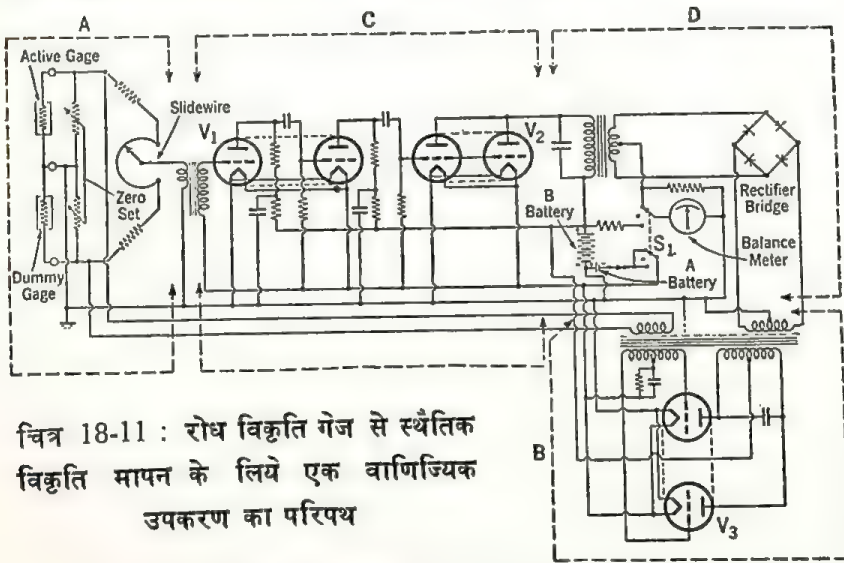 A
C
D
Active Gage
Slidewire
V1
V2
Zero Set
B Battery
S1
Rectifier Bridge
Balance Meter
A Battery
Dummy Gage
B
V3
चित्र 18-11 : रोध विकृति गेज से स्थैतिक
विकृति मापन के लिये एक वाणिज्यिक
उपकरण का परिपथ